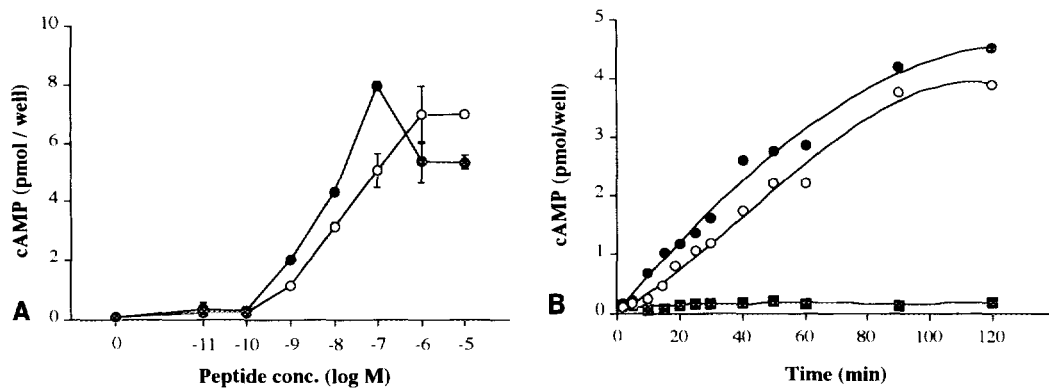 10
8
6
4
2
0
cAMP (pmol / well)
A
0 -11 -10 -9 -8 -7 -6 -5
Peptide conc. (log M)
5
4
3
2
1
0
cAMP (pmol/well)
B
0 20 40 60 80 100 120
Time (min)